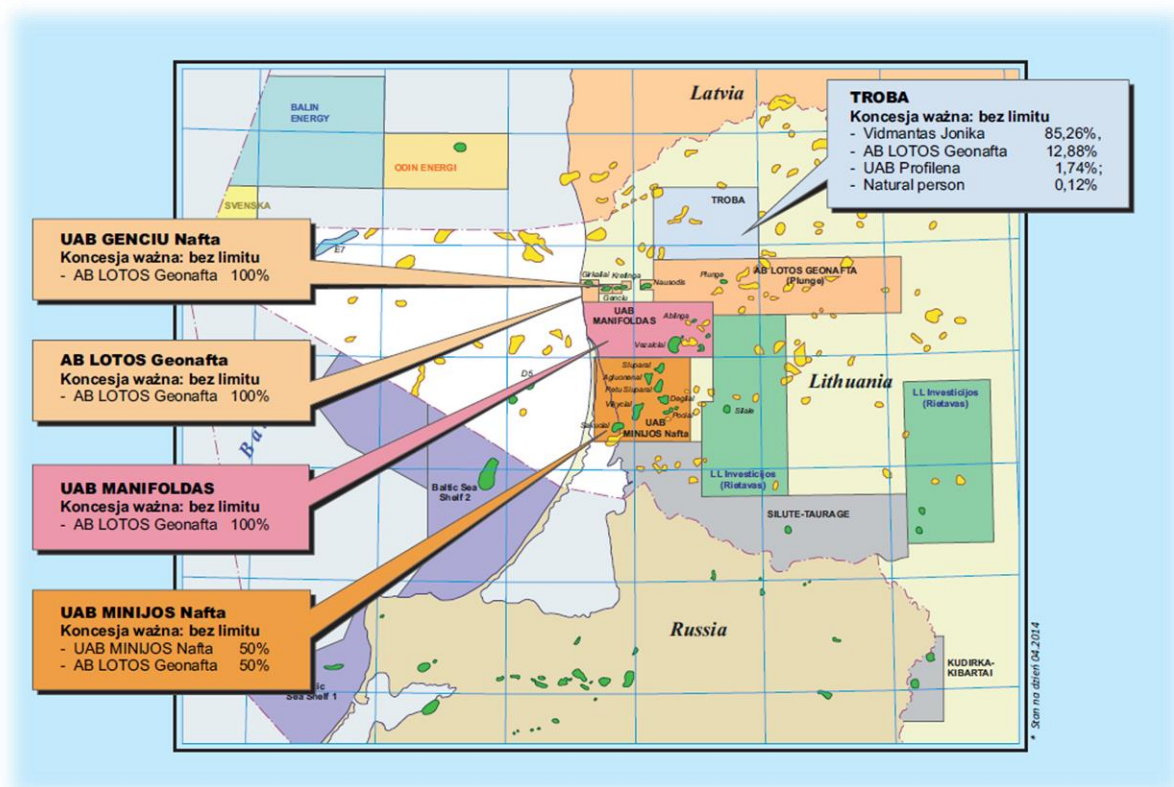 Latvia
BALIN
ENERGY
ODIN ENERGI
SVENSKA
TROBA
Koncesja ważna: bez limitu
- Vidmantas Jonika 85,26%,
- AB LOTOS Geonafta 12,88%
- UAB Profilena 1,74%;
- Natural person 0,12%
TROBA
UAB GENCIU Nafta
Koncesja ważna: bez limitu
- AB LOTOS Geonafta 100%
E7
Girkaliai
Kretinga
Genciu
Nausodis
Plunge
AB LOTOS GEONAFTA
(Plunge)
UAB
MANIFOLDAS
Ablinga
Vezaiciai
AB LOTOS Geonafta
Koncesja ważna: bez limitu
- AB LOTOS Geonafta 100%
D5
Lithuania
LL Investicijos
(Rietavas)
Siupariai
Agluonenai
Pietu Siupariai
Degliai
Vilkyciai
Pociai
Sakuciai
UAB
MINIJOS Nafta
Silale
UAB MANIFOLDAS
Koncesja ważna: bez limitu
- AB LOTOS Geonafta 100%
Baltic Sea
Shelf 2
LL Investicijos
(Rietavas)
SILUTE-TAURAGE
UAB MINIJOS Nafta
Koncesja ważna: bez limitu
- UAB MINIJOS Nafta 50%
- AB LOTOS Geonafta 50%
Russia
Sea Shelf 1
KUDIRKA-
KIBARTAI
* Stan na dzień 04.2014